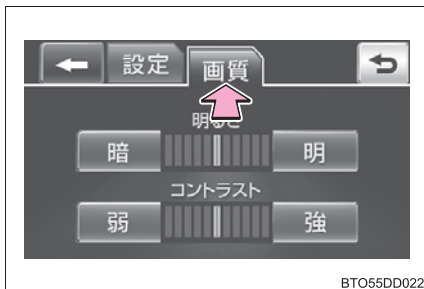 設定 画質
明るさ
暗 明
コントラスト
弱 強
BTO55DD022